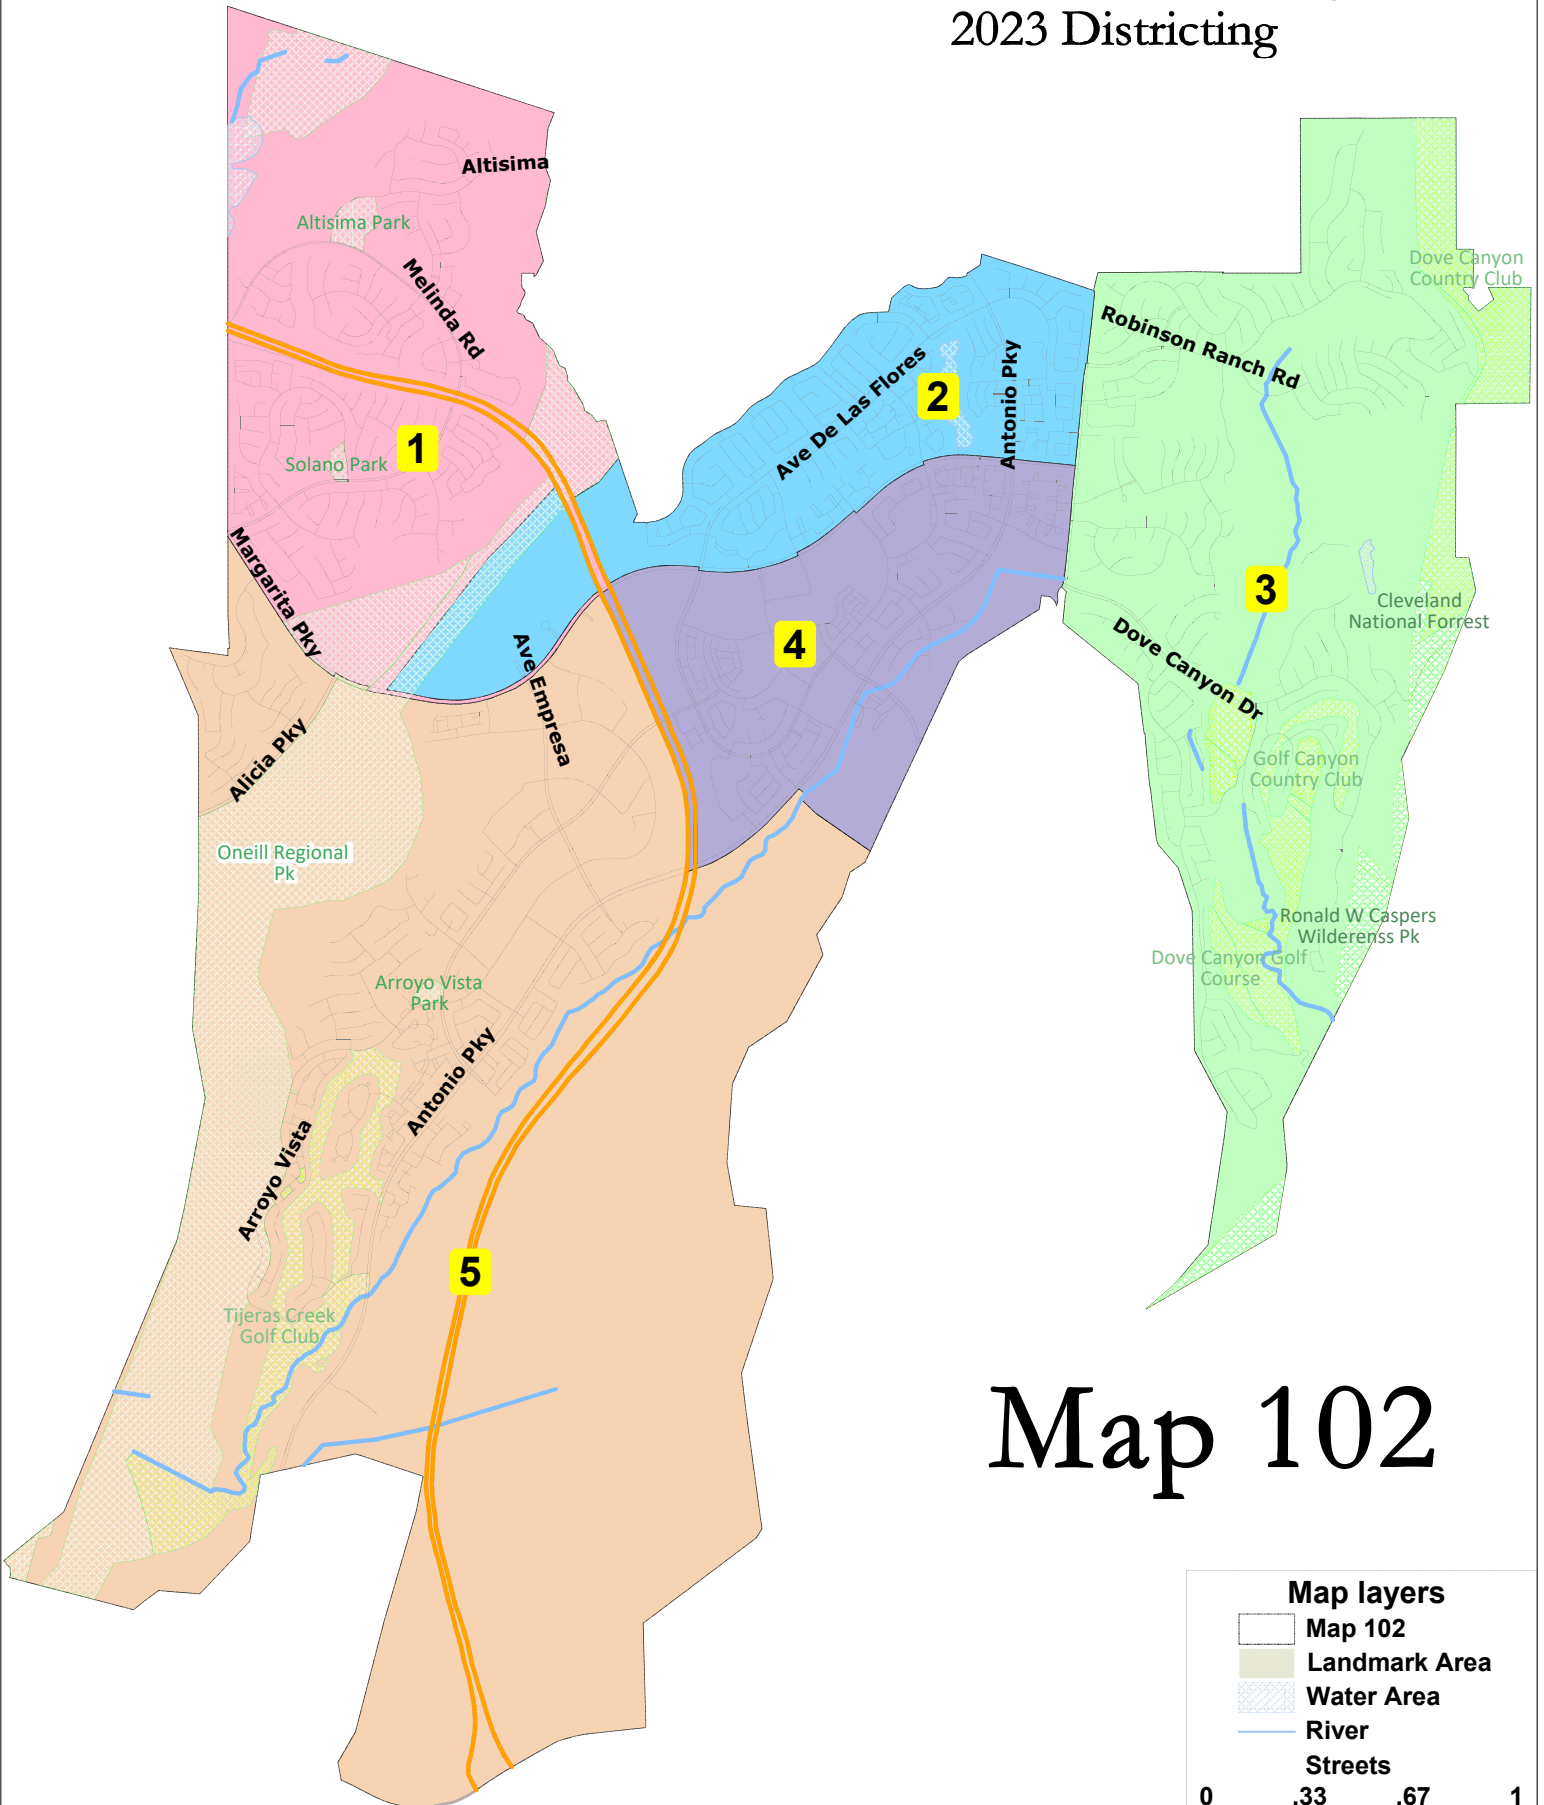 2023 Districting
Altisima
Altisima Park
Melinda Rd
Dove Canyon
Country Club
Robinson Ranch Rd
Ave De Las Flores
2
Antonio Pky
1
Solano Park
Margarita Pky
3
Cleveland
National Forrest
Ave Empresa
4
Dove Canyon Dr
Alicia Pky
Golf Canyon
Country Club
Oneill Regional
Pk
Ronald W Caspers
Wilderenss Pk
Dove Canyon Golf
Course
Arroyo Vista
Park
Antonio Pky
Arroyo Vista
5
Tijeras Creek
Golf Club
Map 102
Map layers
Map 102
Landmark Area
Water Area
River
Streets
0 .33 .67 1